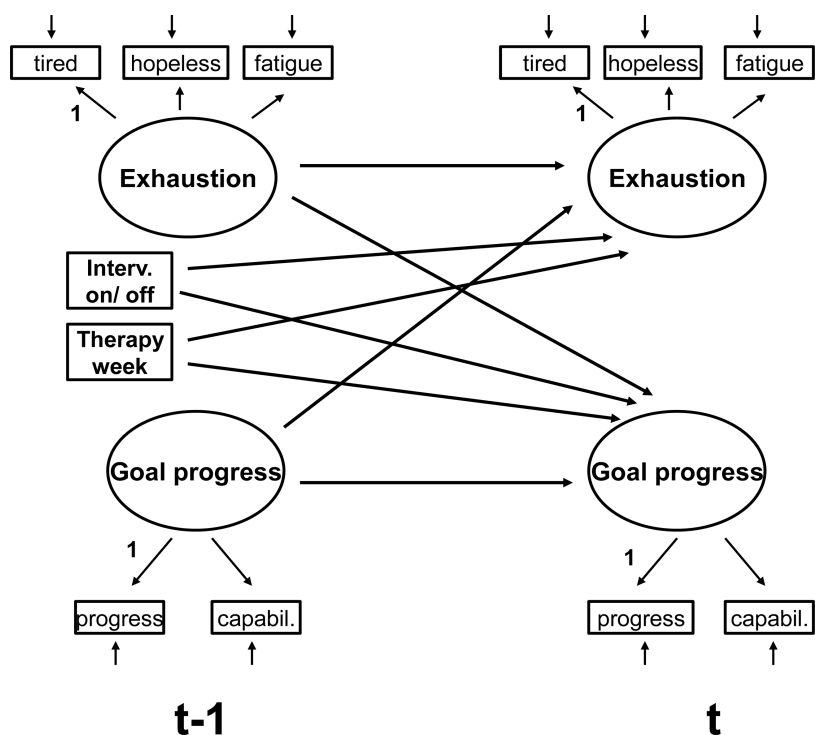 tired
hopeless
fatigue
tired
hopeless
fatigue
1
1
Exhaustion
Exhaustion
Interv.
on/ off
Therapy
week
Goal progress
Goal progress
1
1
progress
capabil.
progress
capabil.
t-1
t